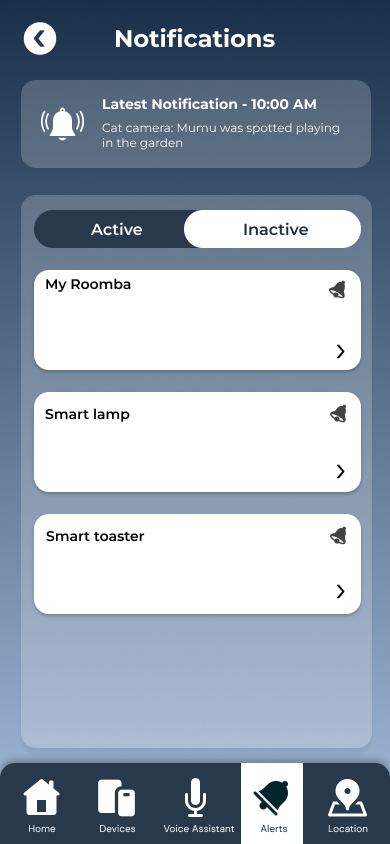 Notifications
Latest Notification - 10:00 AM
Cat camera: Mumu was spotted playing
in the garden
Active
Inactive
My Roomba
Smart lamp
Smart toaster
Home
Devices
Voice Assistant
Alerts
Location